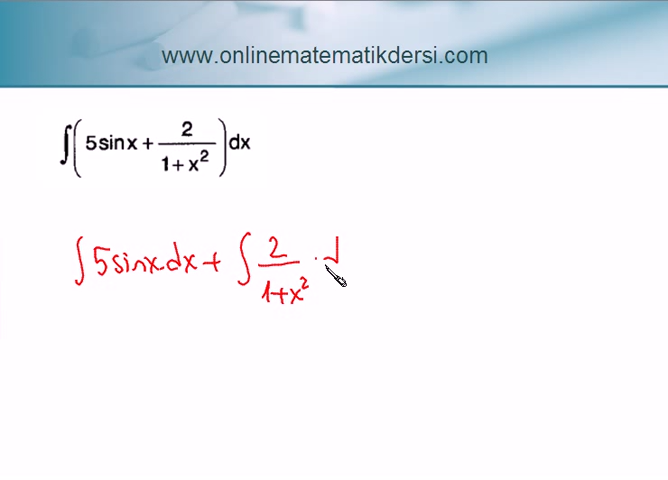 www.onlinematematikdersi.com
∫(5sinx + 2/(1+x²))dx
∫5sinx.dx + ∫ 2/(1+x²) . d